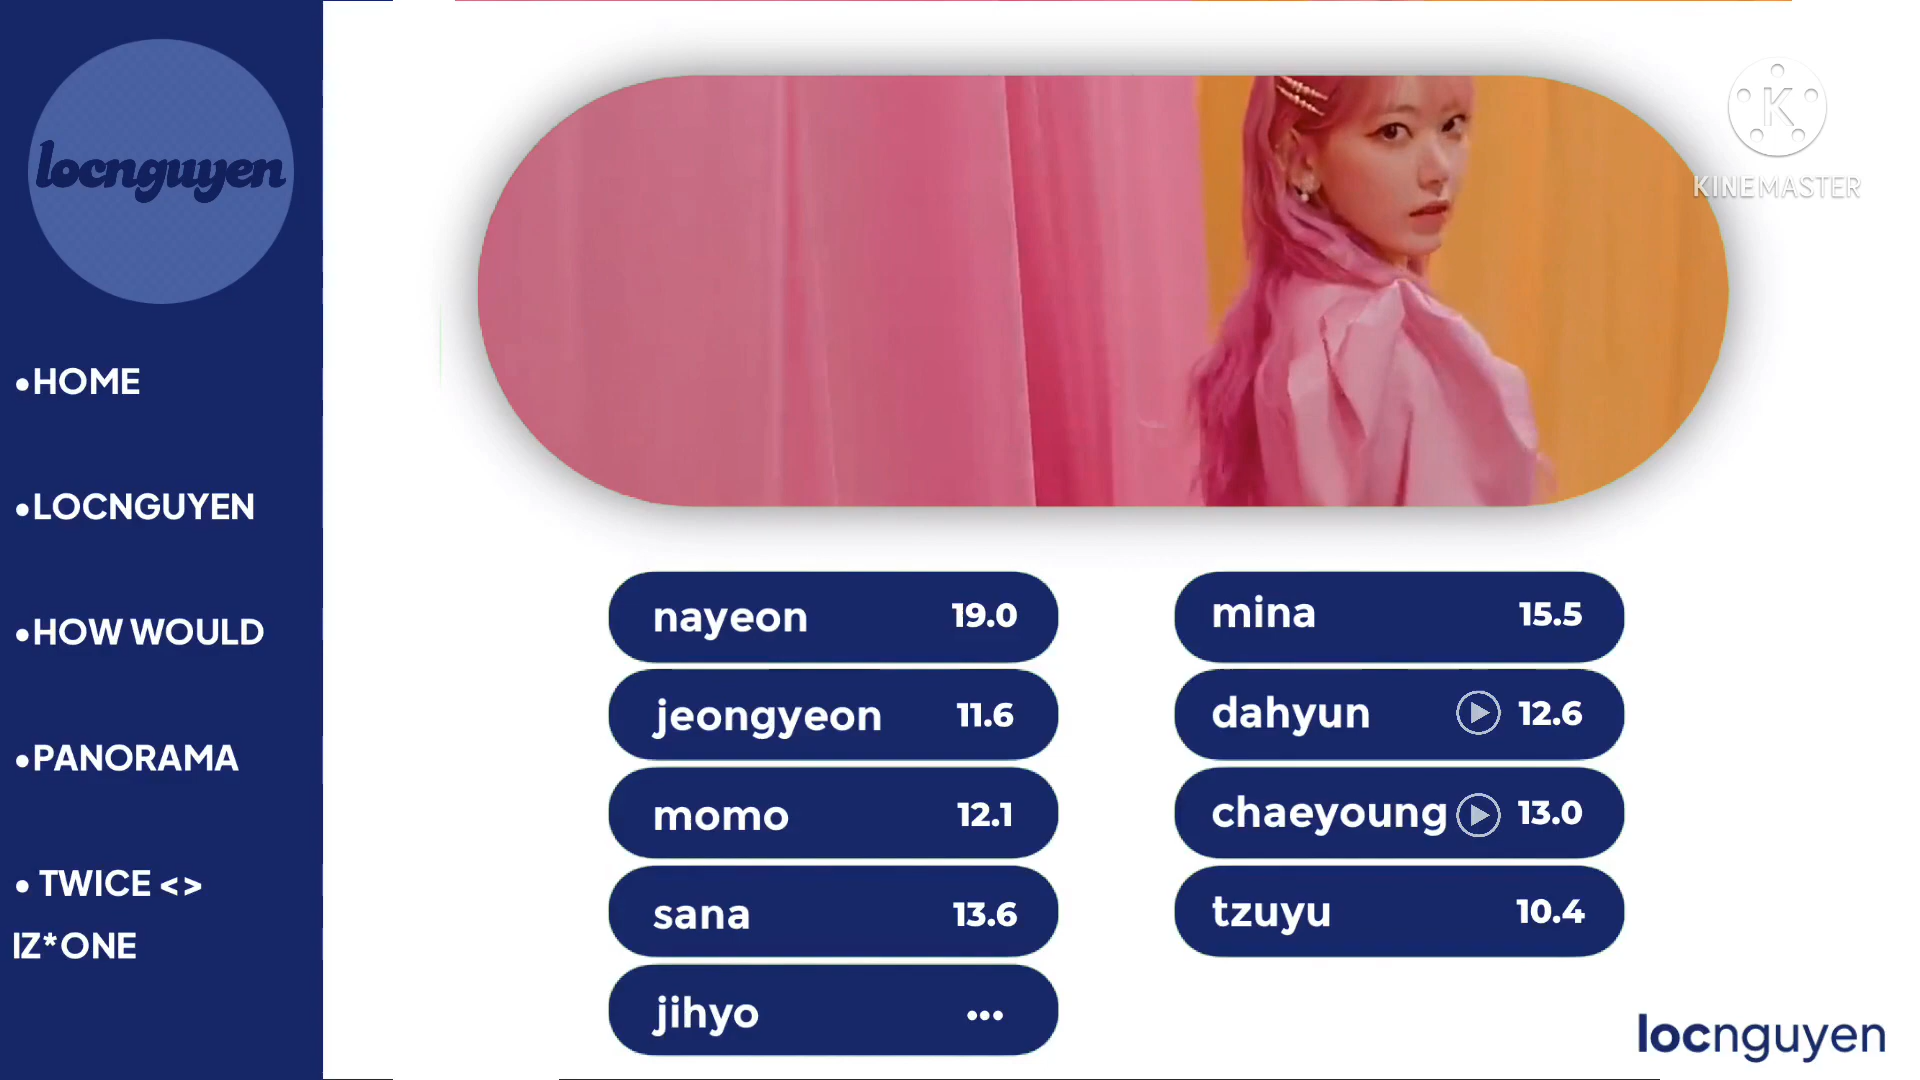 locnguyen
•HOME
•LOCNGUYEN
•HOW WOULD
•PANORAMA
• TWICE <>
IZ*ONE
K
KINEMASTER
nayeon 19.0
jeongyeon 11.6
momo 12.1
sana 13.6
jihyo ...
mina 15.5
dahyun 12.6
chaeyoung 13.0
tzuyu 10.4
locnguyen